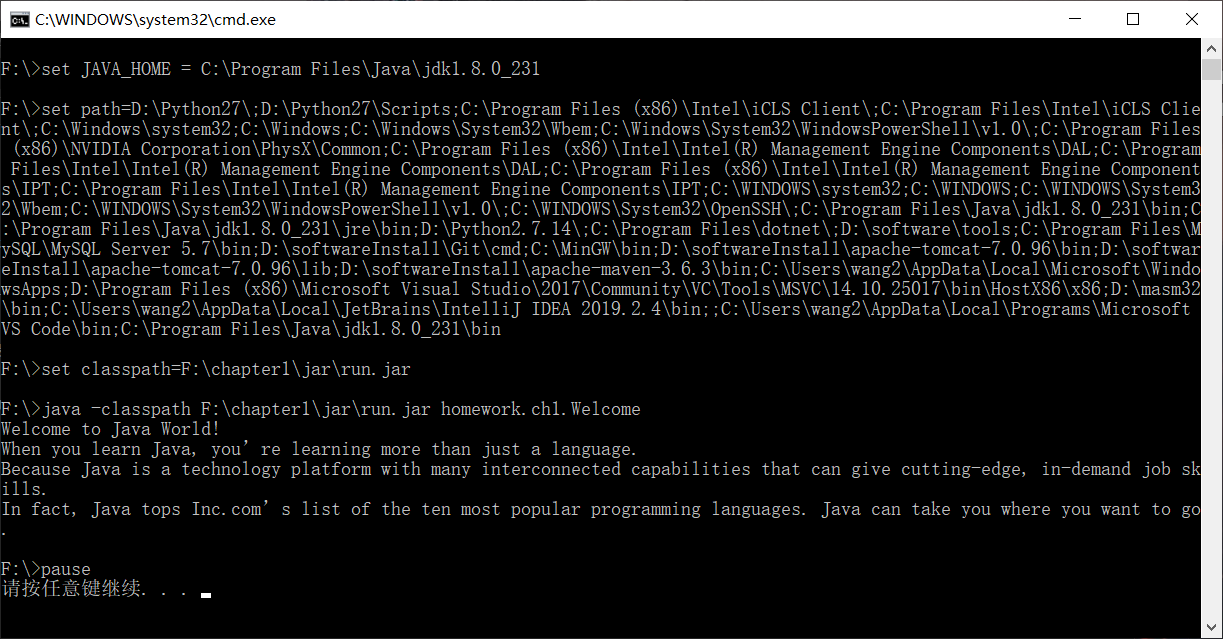 C:\WINDOWS\system32\cmd.exe
F:\>set JAVA_HOME = C:\Program Files\Java\jdk1.8.0_231
F:\>set path=D:\Python27\;D:\Python27\Scripts;C:\Program Files (x86)\Intel\iCLS Client\;C:\Program Files\Intel\iCLS Clie
nt\;C:\Windows\system32;C:\Windows;C:\Windows\System32\Wbem;C:\Windows\System32\WindowsPowerShell\v1.0\;C:\Program Files
 (x86)\NVIDIA Corporation\PhysX\Common;C:\Program Files (x86)\Intel\Intel(R) Management Engine Components\DAL;C:\Program
 Files\Intel\Intel(R) Management Engine Components\DAL;C:\Program Files (x86)\Intel\Intel(R) Management Engine Component
s\IPT;C:\Program Files\Intel\Intel(R) Management Engine Components\IPT;C:\WINDOWS\system32;C:\WINDOWS;C:\WINDOWS\System3
2\Wbem;C:\WINDOWS\System32\WindowsPowerShell\v1.0\;C:\WINDOWS\System32\OpenSSH\;C:\Program Files\Java\jdk1.8.0_231\bin;C
:\Program Files\Java\jdk1.8.0_231\jre\bin;D:\Python2.7.14\;C:\Program Files\dotnet\;D:\software\tools;C:\Program Files\M
ySQL\MySQL Server 5.7\bin;D:\softwareInstall\Git\cmd;C:\MinGW\bin;D:\softwareInstall\apache-tomcat-7.0.96\bin;D:\softwar
eInstall\apache-tomcat-7.0.96\lib;D:\softwareInstall\apache-maven-3.6.3\bin;C:\Users\wang2\AppData\Local\Microsoft\Windo
wsApps;D:\Program Files (x86)\Microsoft Visual Studio\2017\Community\VC\Tools\MSVC\14.10.25017\bin\HostX86\x86;D:\masm32
\bin;C:\Users\wang2\AppData\Local\JetBrains\IntelliJ IDEA 2019.2.4\bin;;C:\Users\wang2\AppData\Local\Programs\Microsoft
VS Code\bin;C:\Program Files\Java\jdk1.8.0_231\bin
F:\>set classpath=F:\chapter1\jar\run.jar
F:\>java -classpath F:\chapter1\jar\run.jar homework.ch1.Welcome
Welcome to Java World!
When you learn Java, you’re learning more than just a language.
Because Java is a technology platform with many interconnected capabilities that can give cutting-edge, in-demand job sk
ills.
In fact, Java tops Inc.com’s list of the ten most popular programming languages. Java can take you where you want to go
.
F:\>pause
请按任意键继续. . .